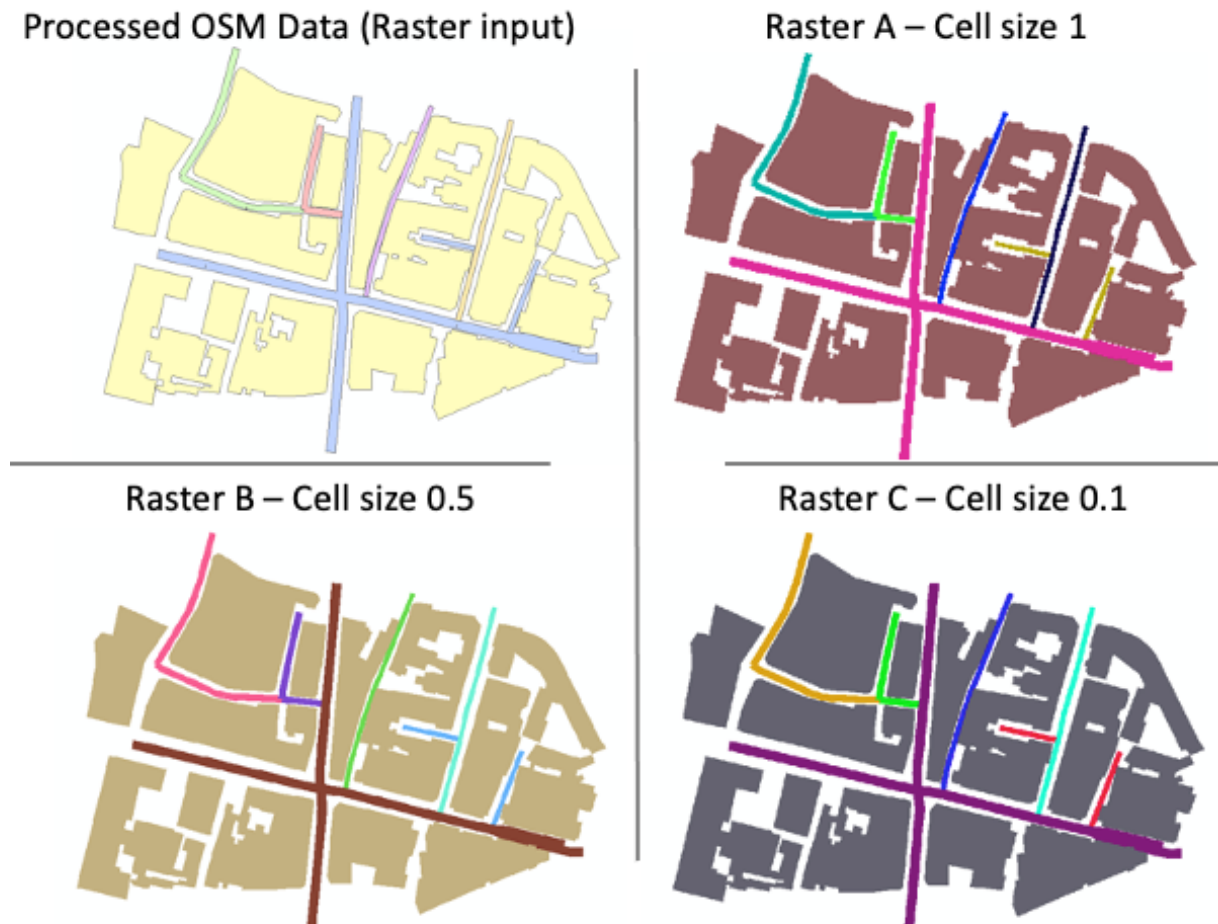 Processed OSM Data (Raster input)
Raster A – Cell size 1
Raster B – Cell size 0.5
Raster C – Cell size 0.1